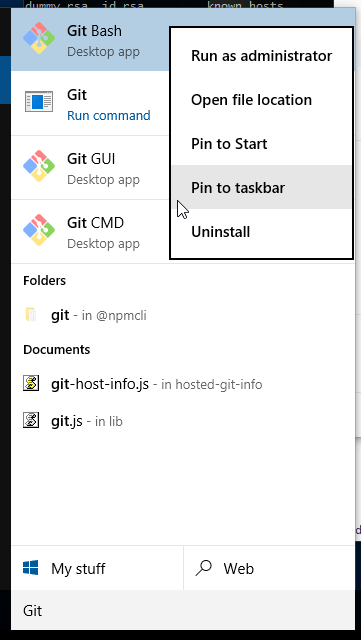 dummy_rsa id_rsa known_hosts
Git Bash
Desktop app
Run as administrator
Git
Run command
Open file location
Pin to Start
Git GUI
Desktop app
Pin to taskbar
Git CMD
Desktop app
Uninstall
Folders
git - in @npmcli
Documents
git-host-info.js - in hosted-git-info
git.js - in lib
My stuff
Web
Git